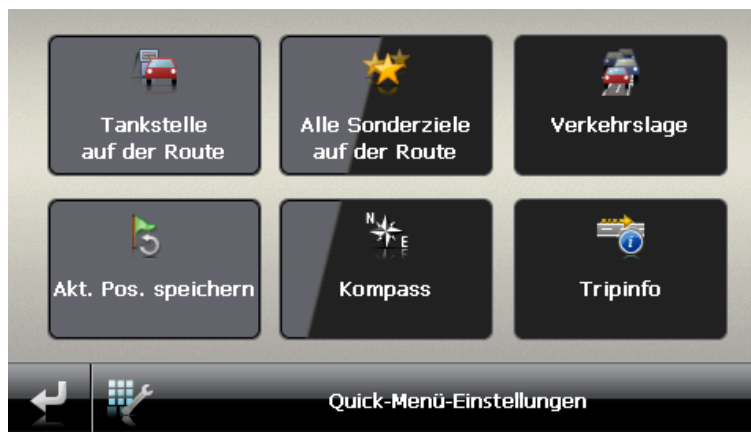 Tankstelle
auf der Route
Alle Sonderziele
auf der Route
Verkehrslage
Akt. Pos. speichern
N
E
Kompass
Tripinfo
Quick-Menü-Einstellungen